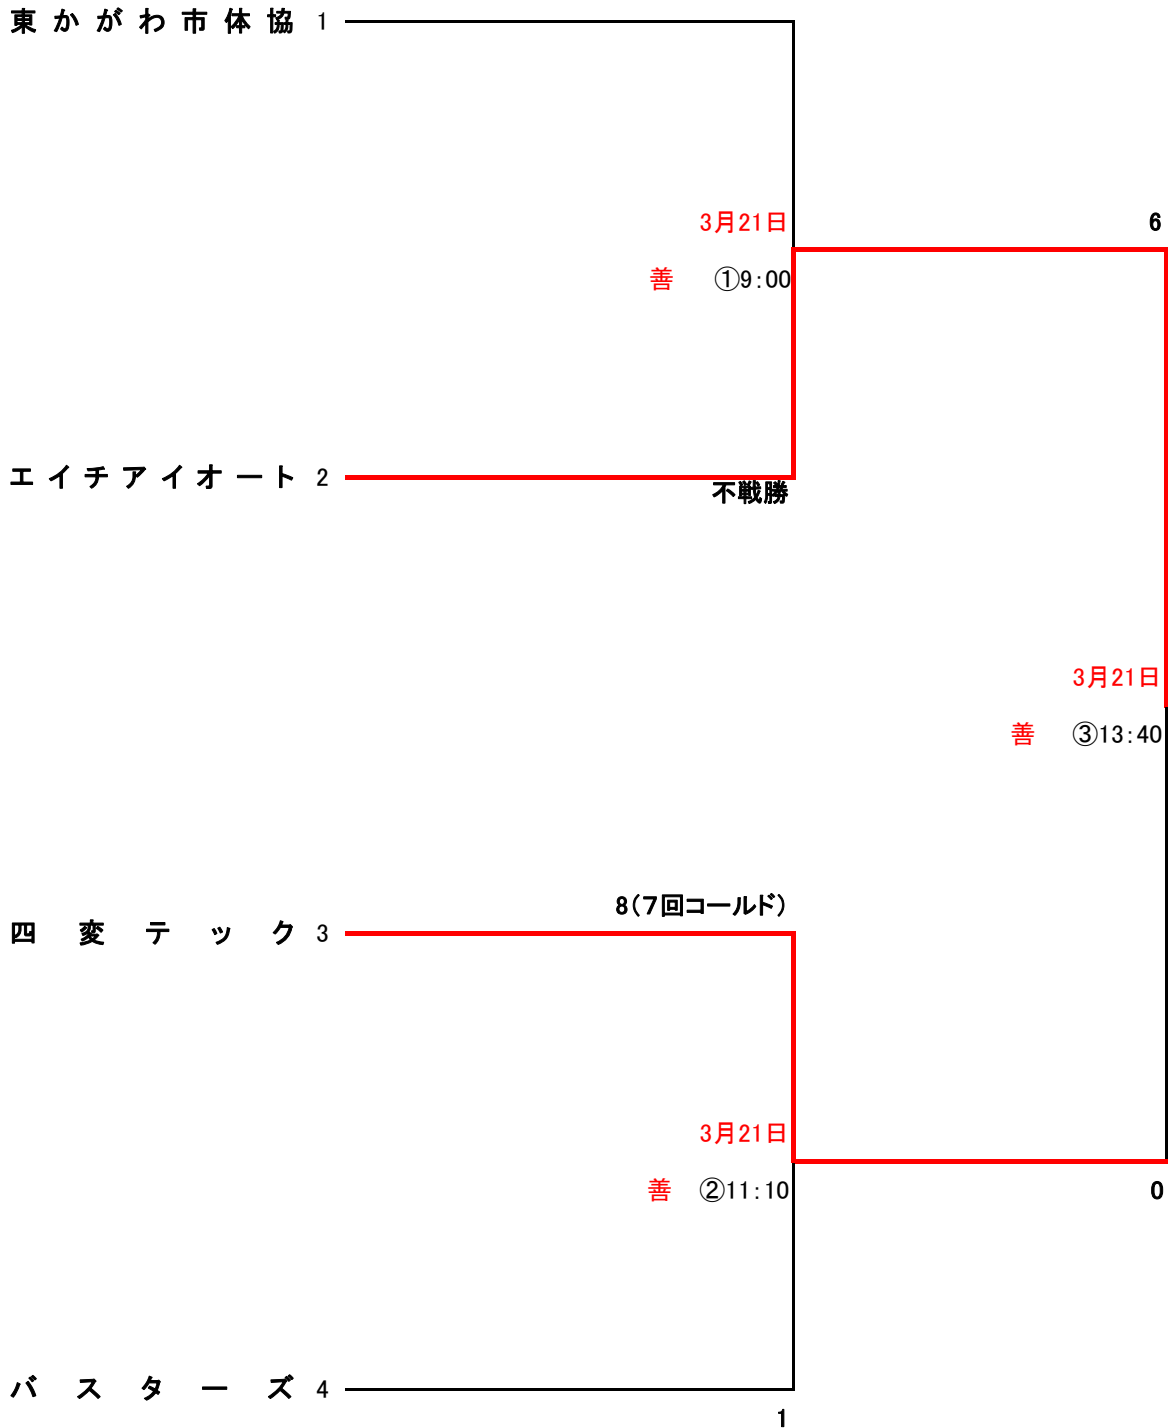 東かがわ市体協 1
3月21日
6
善 ①9:00
エイチアイオート 2
不戦勝
3月21日
善 ③13:40
8(7回コールド)
四変テック 3
3月21日
善 ②11:10
0
バスターズ 4
1